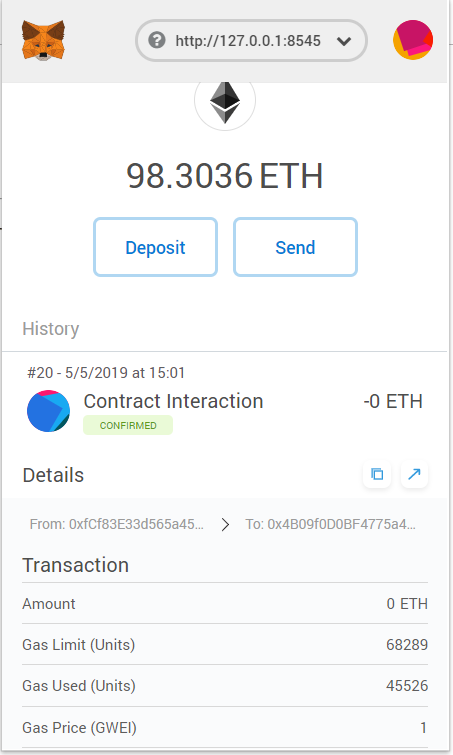 http://127.0.0.1:8545
98.3036 ETH
Deposit Send
History
#20 - 5/5/2019 at 15:01
Contract Interaction -0 ETH
CONFIRMED
Details
From: 0xfCf83E33d565a45... To: 0x4B09f0D0BF4775a4...
Transaction
Amount 0 ETH
Gas Limit (Units) 68289
Gas Used (Units) 45526
Gas Price (GWEI) 1